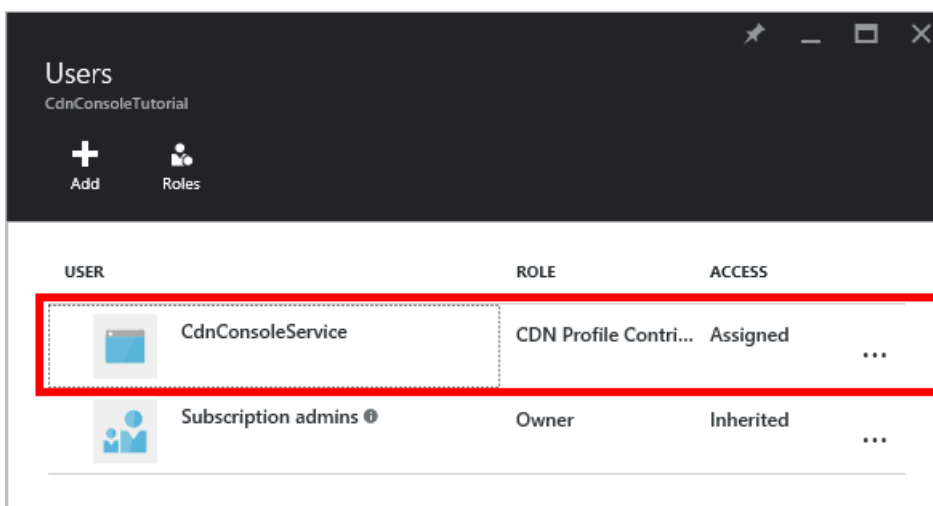 Users
CdnConsoleTutorial
Add Roles
USER ROLE ACCESS
CdnConsoleService CDN Profile Contri... Assigned ...
Subscription admins Owner Inherited ...